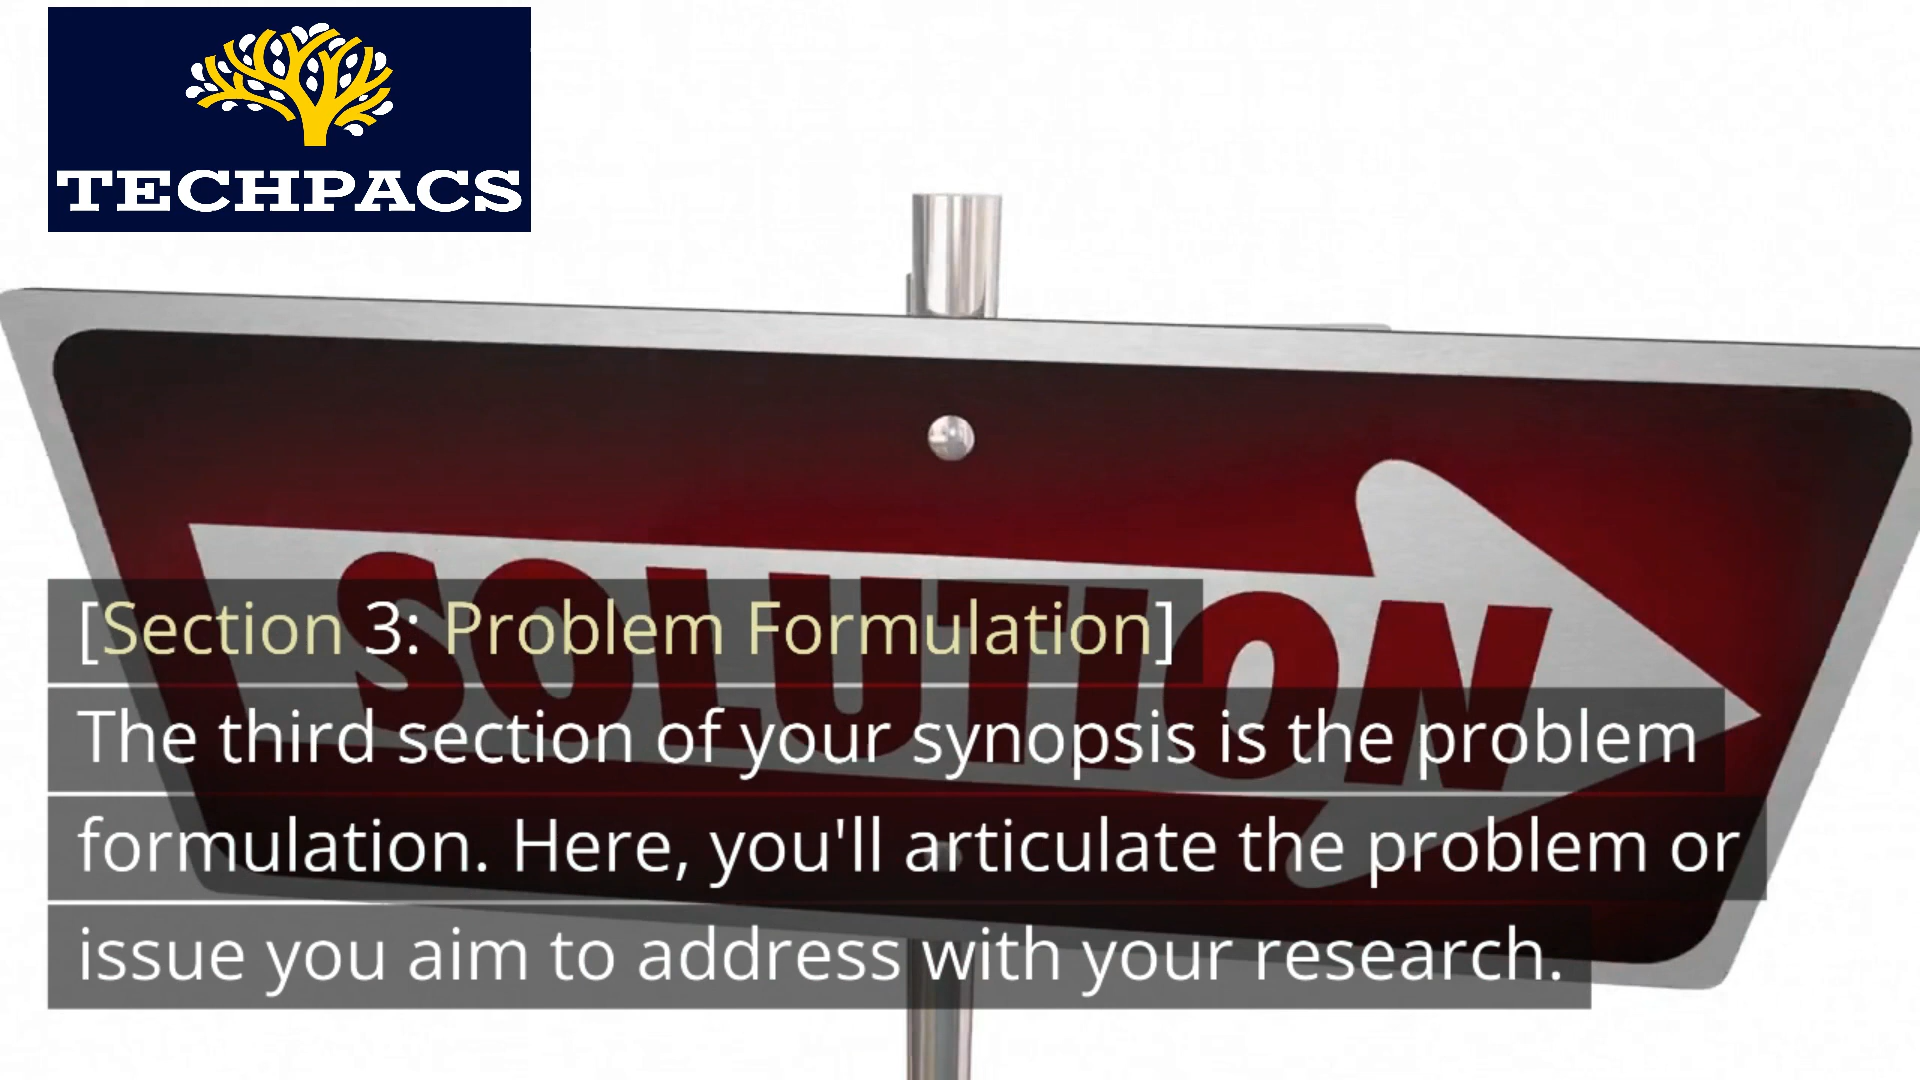 TECHPACS
SOLUTION
[Section 3: Problem Formulation]
The third section of your synopsis is the problem
formulation. Here, you'll articulate the problem or
issue you aim to address with your research.